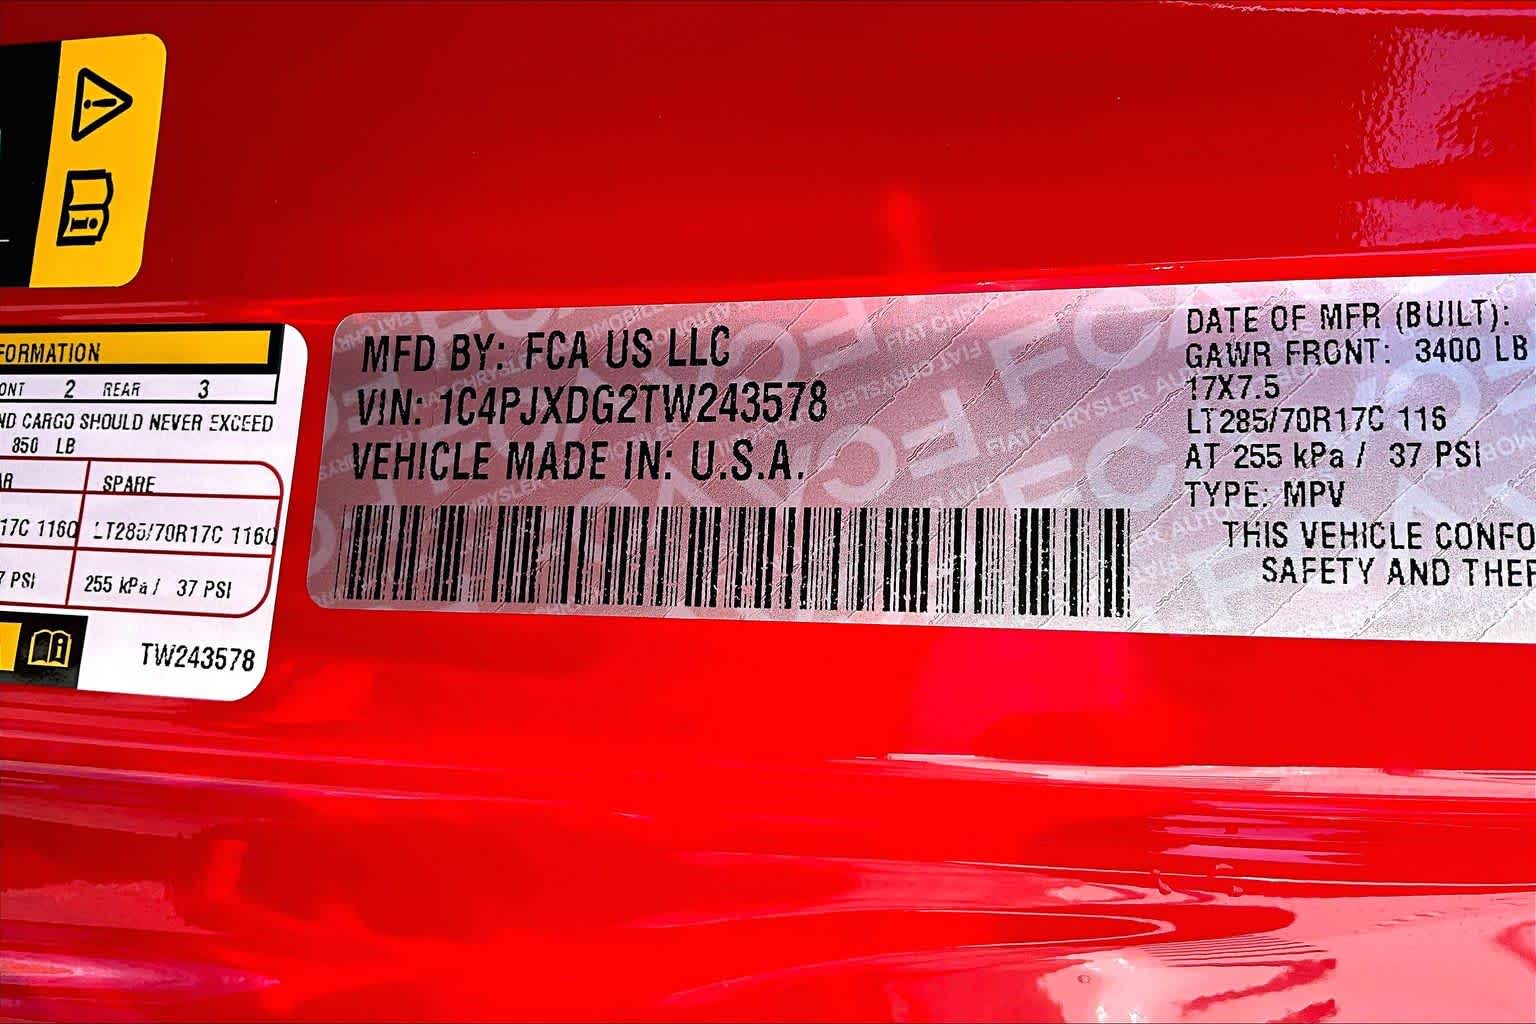 FORMATION
ONT 2 REAR 3
ND CARGO SHOULD NEVER EXCEED
850 LB
AR SPARE
17C 116Q LT285/70R17C 116Q
7 PSI 255 kPa / 37 PSI
TW243578
MFD BY: FCA US LLC
VIN: 1C4PJXDG2TW243578
VEHICLE MADE IN: U.S.A.
DATE OF MFR (BUILT):
GAWR FRONT: 3400 LB
17X7.5
LT285/70R17C 116
AT 255 kPa / 37 PSI
TYPE: MPV
THIS VEHICLE CONFO
SAFETY AND THEF